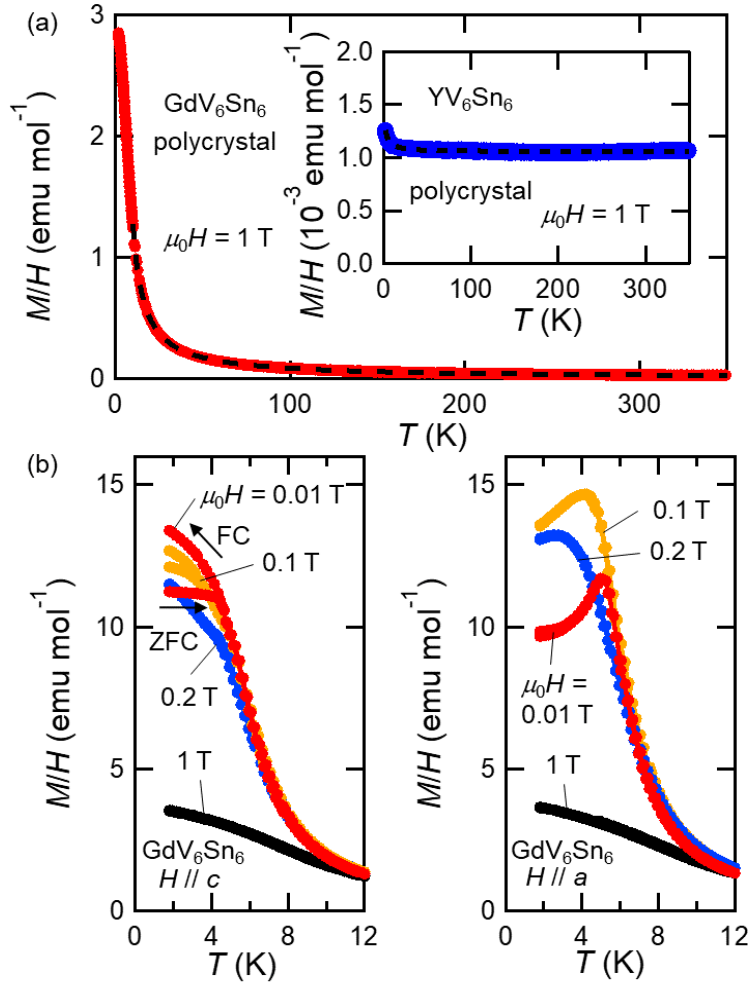 (a)
3
2
1
0
M/H (emu mol⁻¹)
GdV₆Sn₆
polycrystal
μ₀H = 1 T
0
100
200
300
T (K)
2.0
1.5
1.0
0.5
0.0
M/H (10⁻³ emu mol⁻¹)
YV₆Sn₆
polycrystal
μ₀H = 1 T
0
100
200
300
T (K)
(b)
15
10
5
0
M/H (emu mol⁻¹)
μ₀H = 0.01 T
FC
0.1 T
ZFC
0.2 T
1 T
GdV₆Sn₆
H // c
0
4
8
12
T (K)
15
10
5
0
M/H (emu mol⁻¹)
0.1 T
0.2 T
μ₀H =
0.01 T
1 T
GdV₆Sn₆
H // a
0
4
8
12
T (K)